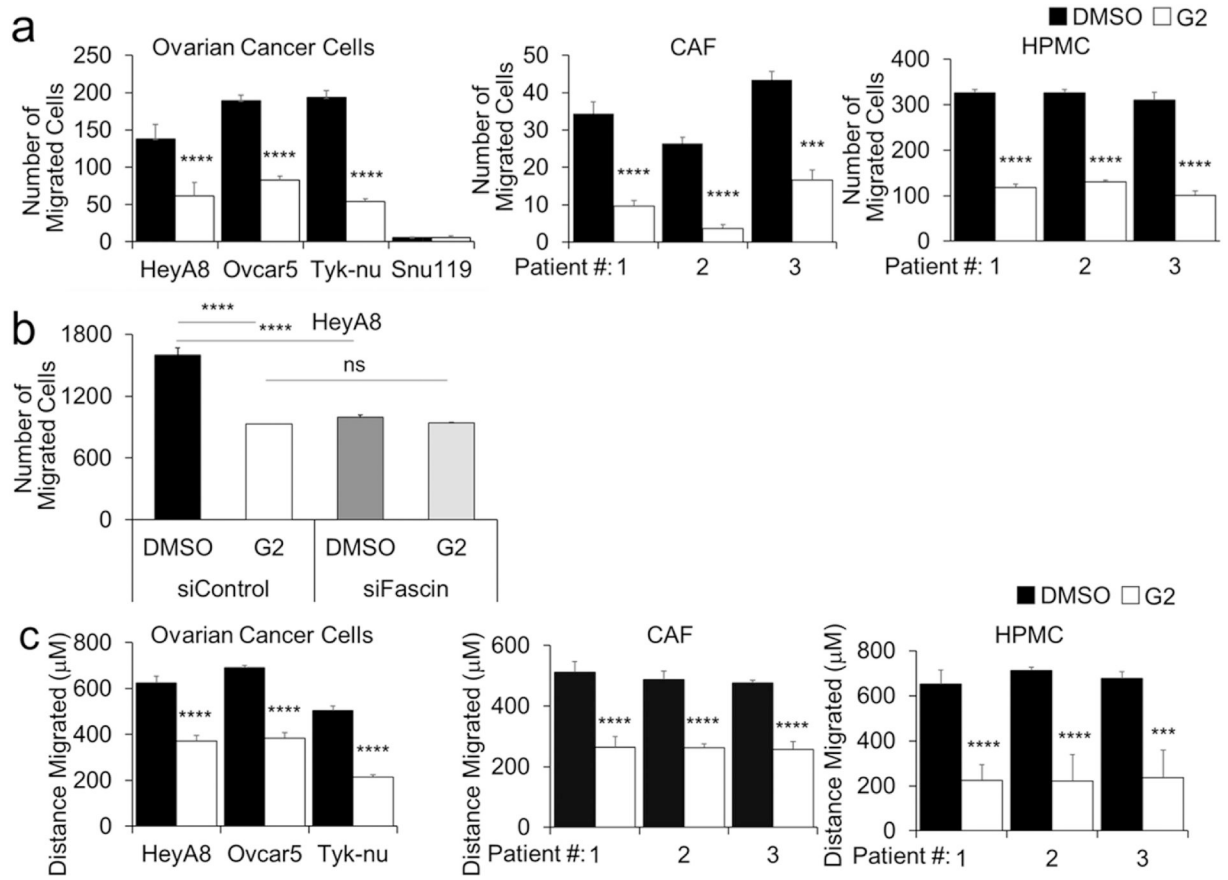 a
DMSO G2
Ovarian Cancer Cells
Number of
Migrated Cells
250
200
150
100
50
0
**** **** ****
HeyA8 Ovcar5 Tyk-nu Snu119
CAF
Number of
Migrated Cells
50
40
30
20
10
0
**** **** ***
Patient #: 1 2 3
HPMC
Number of
Migrated Cells
400
300
200
100
0
**** **** ****
Patient #: 1 2 3
b
HeyA8
Number of
Migrated Cells
1800
1200
600
0
****
****
ns
DMSO G2 DMSO G2
siControl siFascin
DMSO G2
c
Ovarian Cancer Cells
Distance Migrated (μM)
800
600
400
200
0
**** **** ****
HeyA8 Ovcar5 Tyk-nu
CAF
Distance Migrated (μM)
600
400
200
0
**** **** ****
Patient #: 1 2 3
HPMC
Distance Migrated (μM)
800
600
400
200
0
**** **** ***
Patient #: 1 2 3